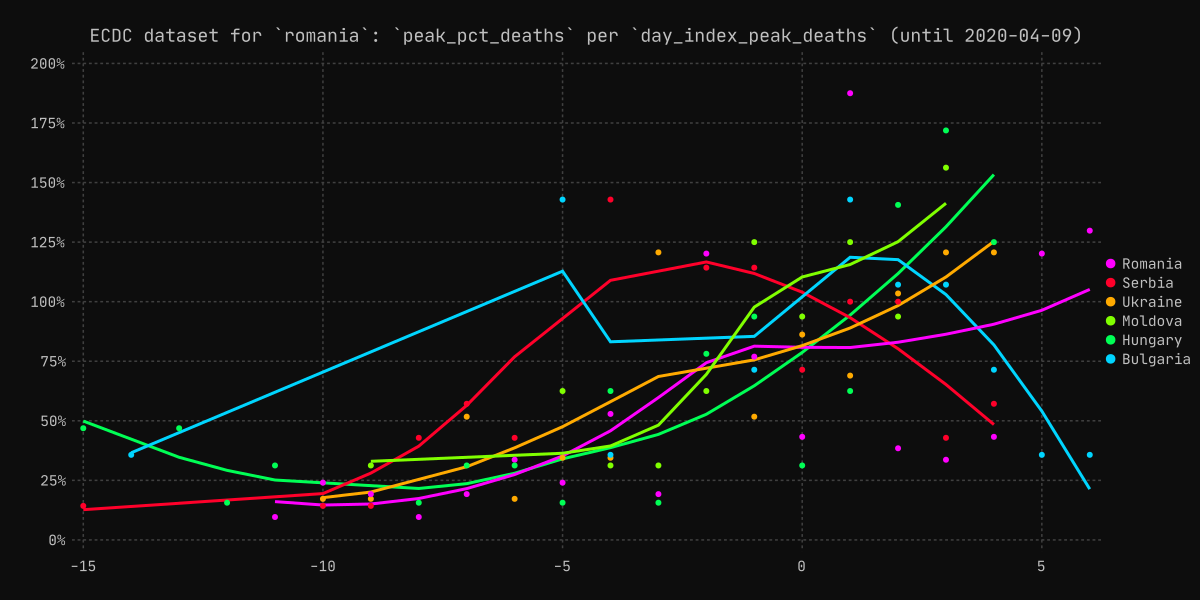 ECDC dataset for `romania`: `peak_pct_deaths` per `day_index_peak_deaths` (until 2020-04-09)
200%
175%
150%
125%
100%
75%
50%
25%
0%
-15
-10
-5
0
5
Romania
Serbia
Ukraine
Moldova
Hungary
Bulgaria